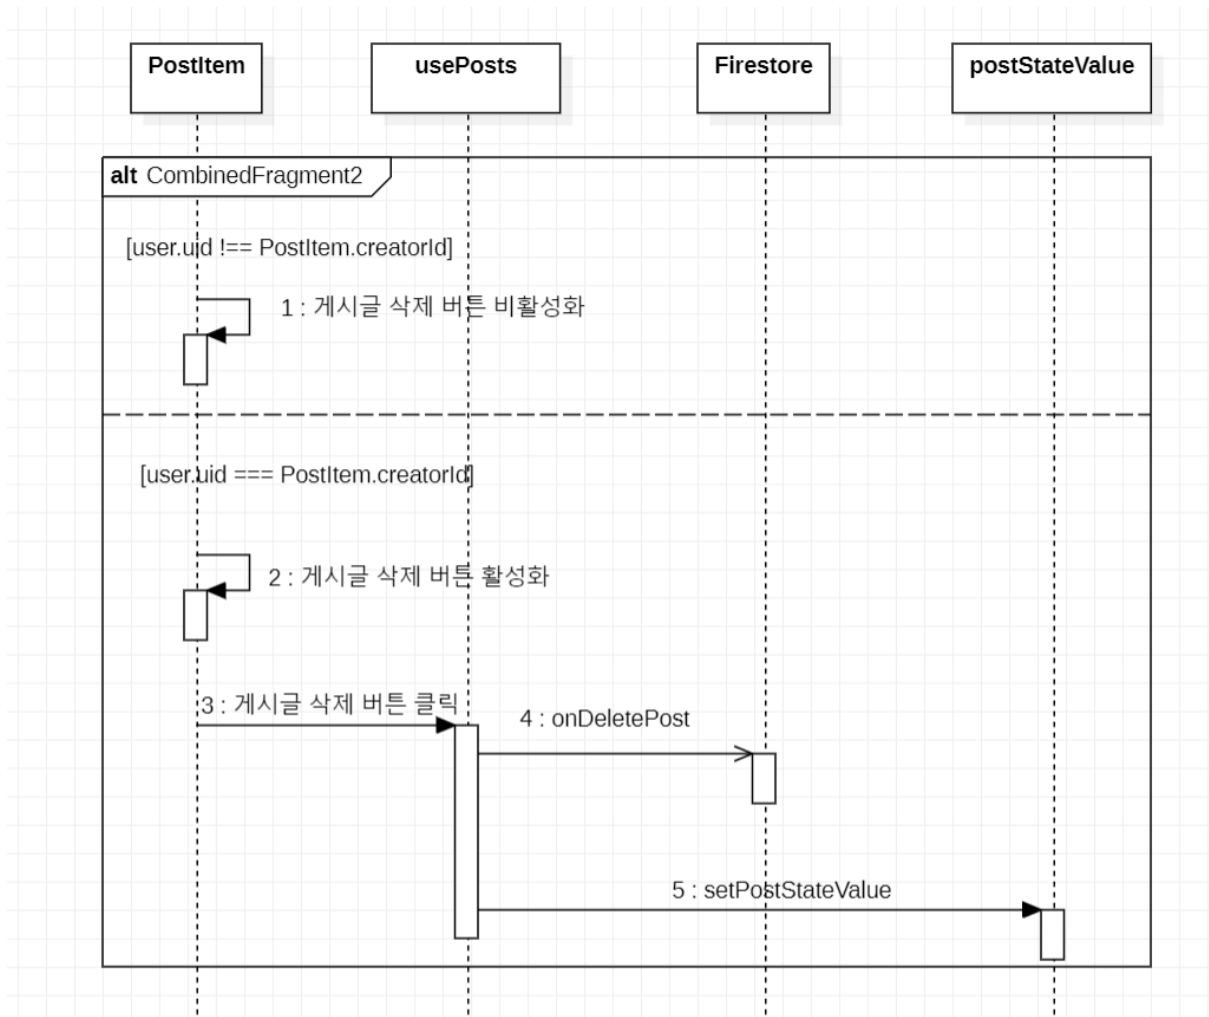 PostItem
usePosts
Firestore
postStateValue
alt CombinedFragment2
[user.uid !== PostItem.creatorId]
1 : 게시글 삭제 버튼 비활성화
[user.uid === PostItem.creatorId]
2 : 게시글 삭제 버튼 활성화
3 : 게시글 삭제 버튼 클릭
4 : onDeletePost
5 : setPostStateValue